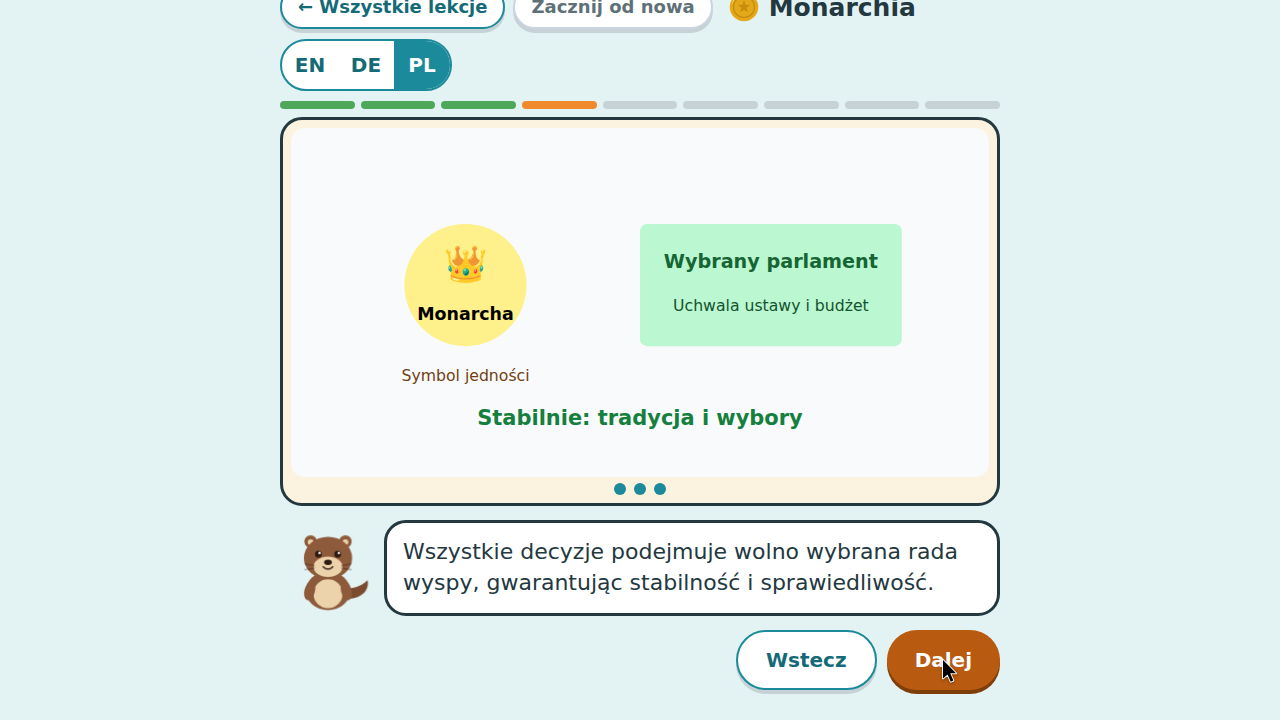 ← Wszystkie lekcje
Zacznij od nowa
Monarchia
EN DE PL
Monarcha
Symbol jedności
Wybrany parlament
Uchwala ustawy i budżet
Stabilnie: tradycja i wybory
Wszystkie decyzje podejmuje wolno wybrana rada
wyspy, gwarantując stabilność i sprawiedliwość.
Wstecz
Dalej